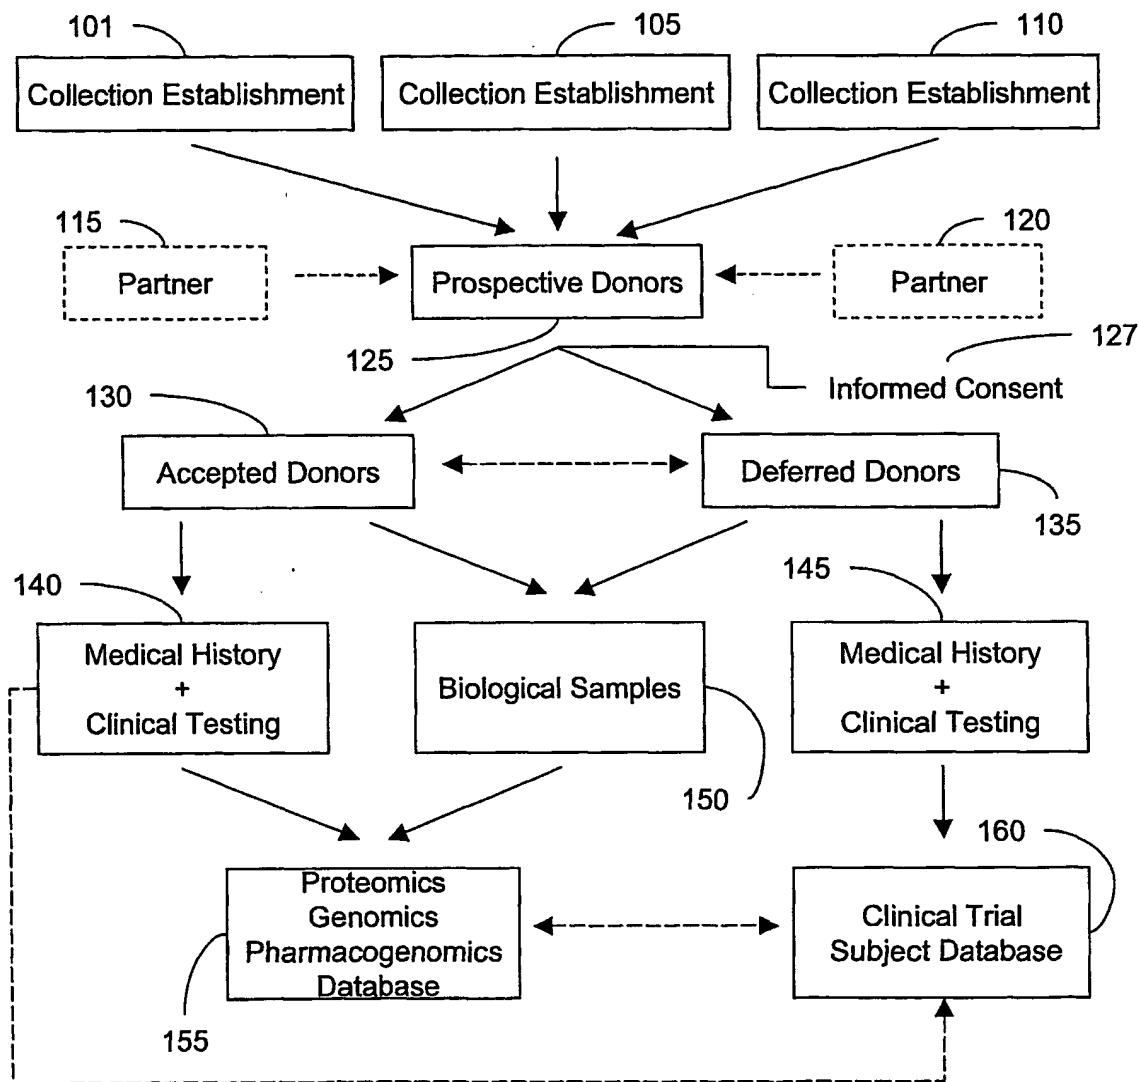 101
105
110
Collection Establishment
Collection Establishment
Collection Establishment
115
120
Partner
Prospective Donors
Partner
125
127
Informed Consent
130
Accepted Donors
Deferred Donors
135
140
145
Medical History
+
Clinical Testing
Biological Samples
Medical History
+
Clinical Testing
150
160
Proteomics
Genomics
Pharmacogenomics
Database
Clinical Trial
Subject Database
155